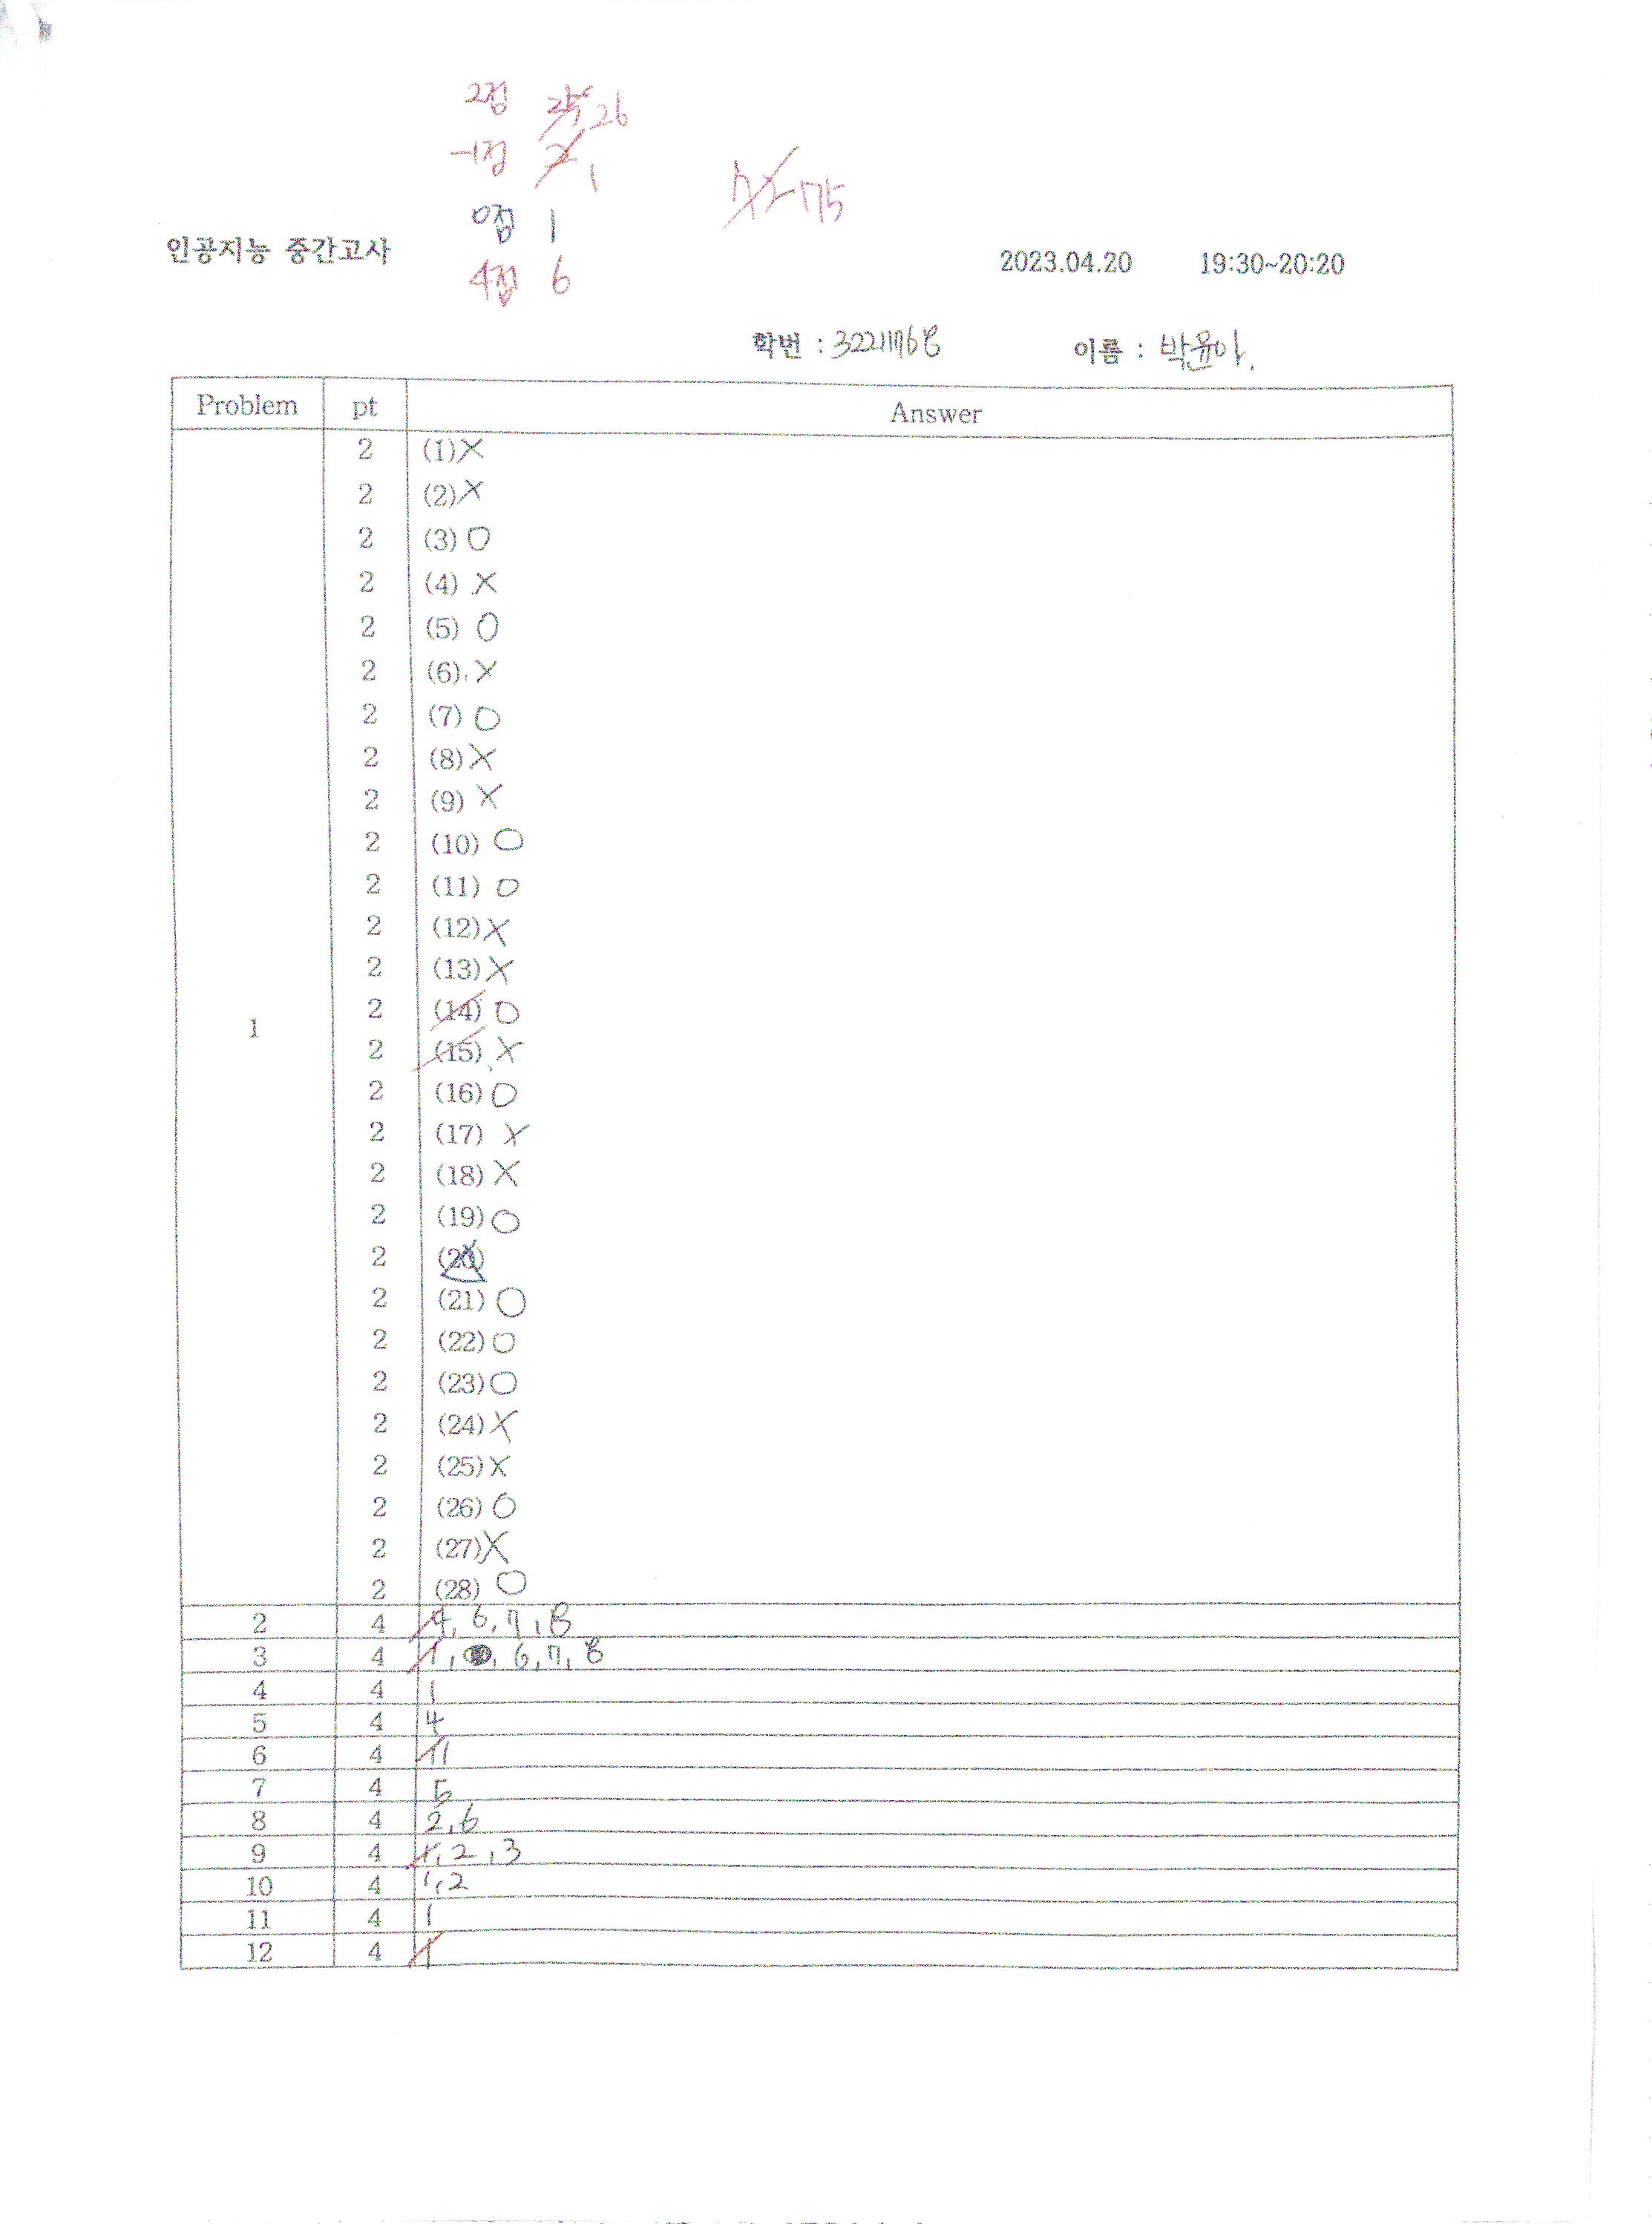 2점 25 26
-1점 2 1
72 75
0점 1
인공지능 중간고사
4점 6
2023.04.20 19:30~20:20
학번 : 32211768 이름 : 박윤아.
Problem pt Answer
1
2 (1) X
2 (2) X
2 (3) O
2 (4) X
2 (5) O
2 (6) X
2 (7) O
2 (8) X
2 (9) X
2 (10) O
2 (11) O
2 (12) X
2 (13) X
2 (14) O
2 (15) X
2 (16) O
2 (17) X
2 (18) X
2 (19) O
2 (20)
2 (21) O
2 (22) O
2 (23) O
2 (24) X
2 (25) X
2 (26) O
2 (27) X
2 (28) O
2 4 4, 6, 7, 8
3 4 1, 6, 7, 8
4 4 1
5 4 4
6 4 11
7 4 5
8 4 2, 6
9 4 1, 2, 3
10 4 1, 2
11 4 1
12 4 1